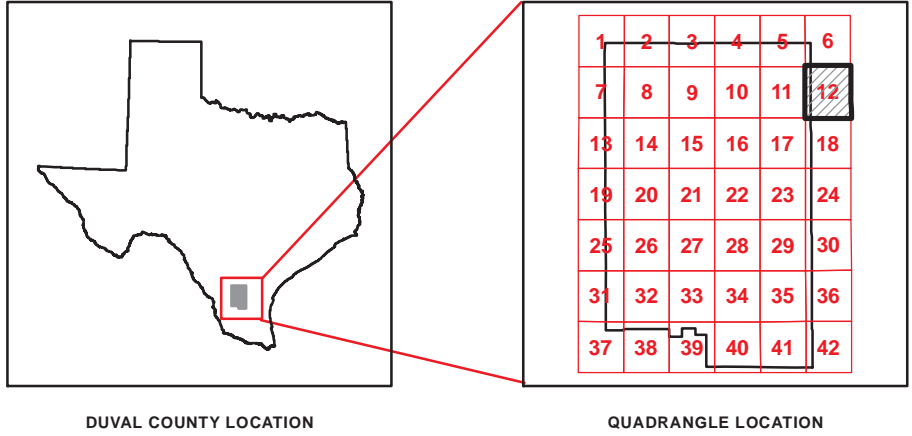 1 2 3 4 5 6
7 8 9 10 11 12
13 14 15 16 17 18
19 20 21 22 23 24
25 26 27 28 29 30
31 32 33 34 35 36
37 38 39 40 41 42
DUVAL COUNTY LOCATION
QUADRANGLE LOCATION